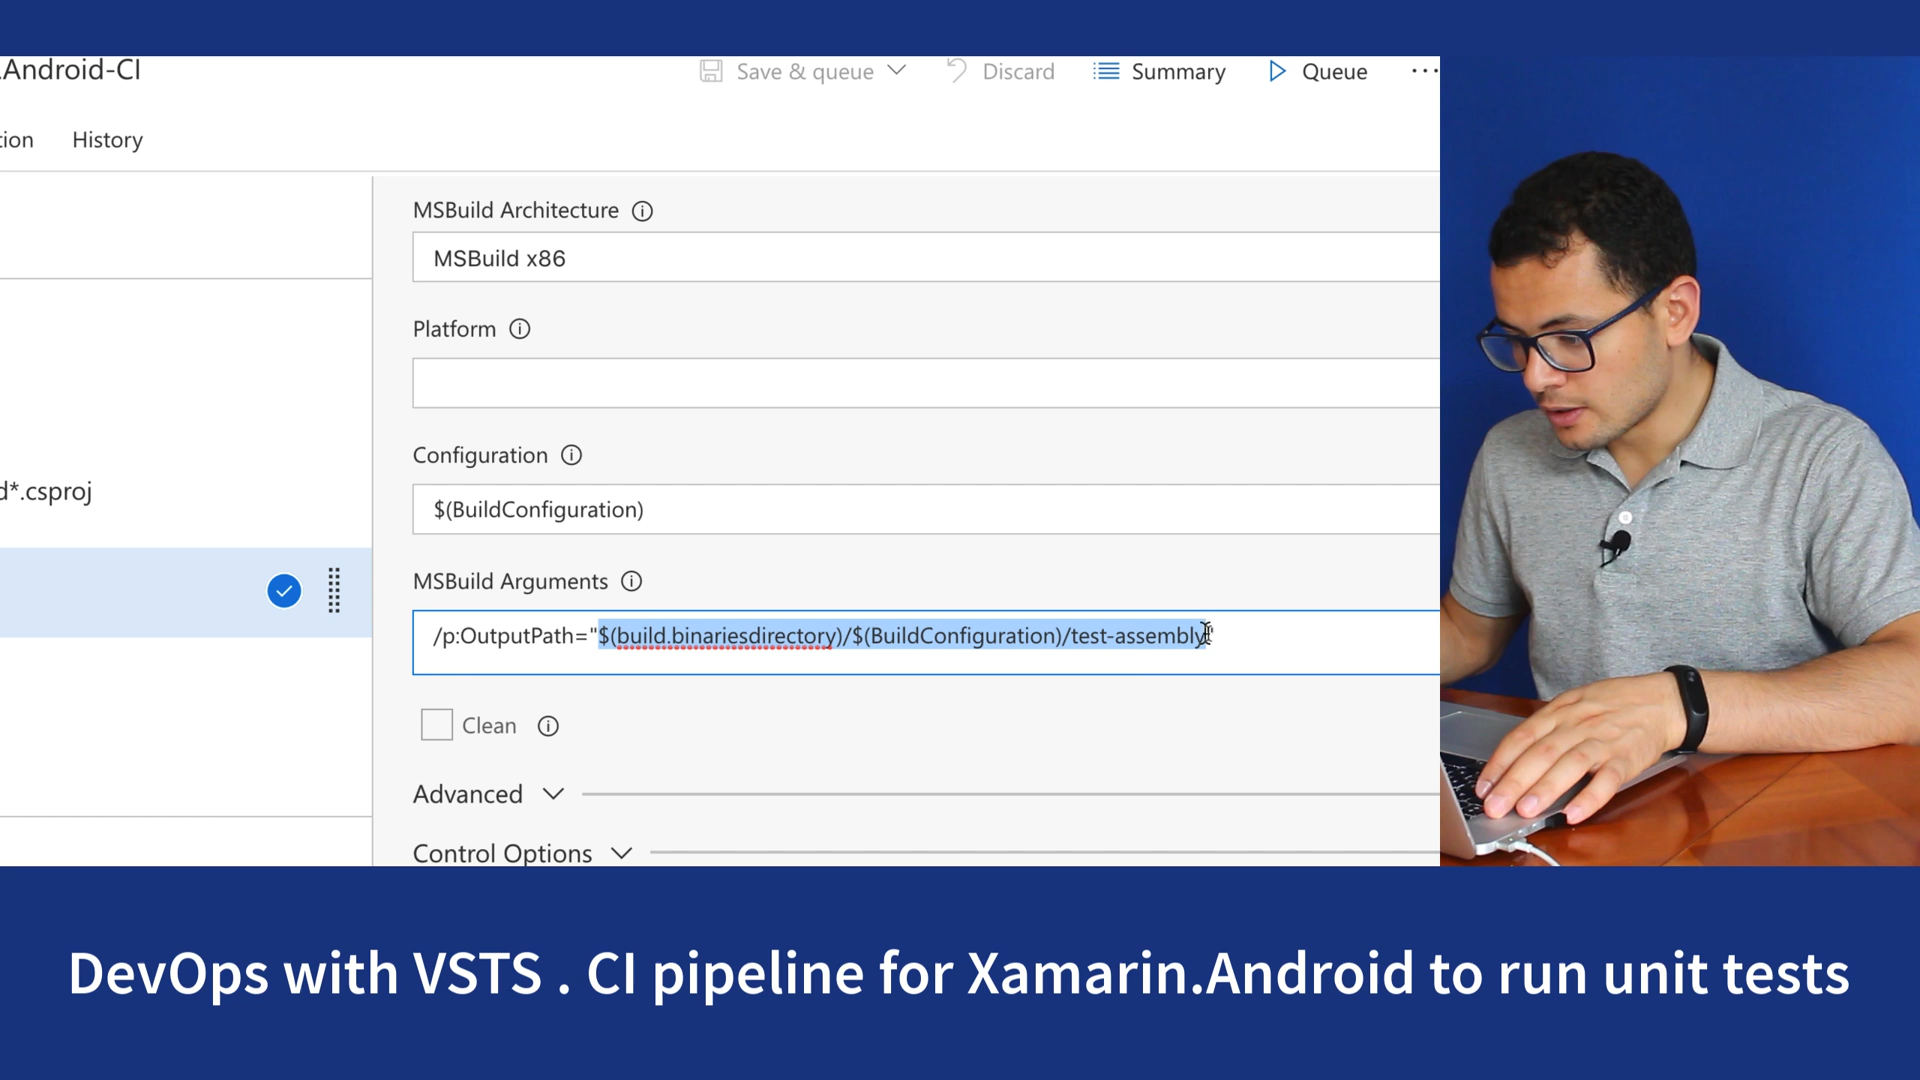 .Android-CI
Save & queue
Discard
Summary
Queue
tion
History
MSBuild Architecture
MSBuild x86
Platform
Configuration
d*.csproj
$(BuildConfiguration)
MSBuild Arguments
/p:OutputPath="$(build.binariesdirectory)/$(BuildConfiguration)/test-assembly"
Clean
Advanced
Control Options
DevOps with VSTS . CI pipeline for Xamarin.Android to run unit tests